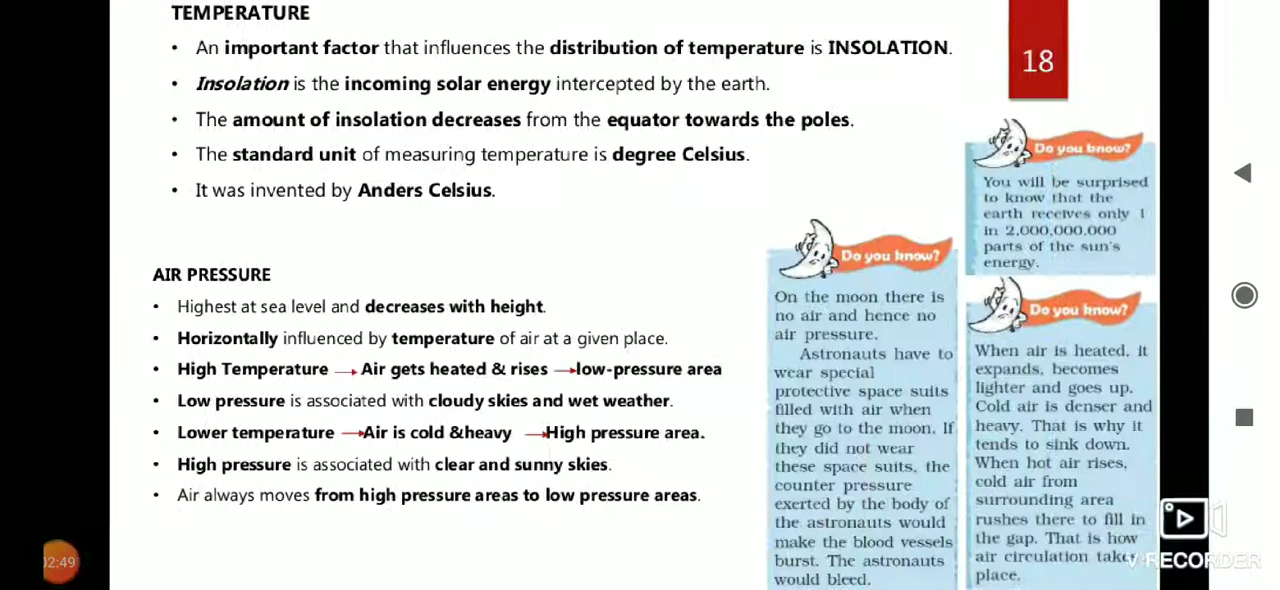 TEMPERATURE
• An important factor that influences the distribution of temperature is INSOLATION.
• Insolation is the incoming solar energy intercepted by the earth.
• The amount of insolation decreases from the equator towards the poles.
• The standard unit of measuring temperature is degree Celsius.
• It was invented by Anders Celsius.
AIR PRESSURE
• Highest at sea level and decreases with height.
• Horizontally influenced by temperature of air at a given place.
• High Temperature → Air gets heated & rises → low-pressure area
• Low pressure is associated with cloudy skies and wet weather.
• Lower temperature → Air is cold &heavy → High pressure area.
• High pressure is associated with clear and sunny skies.
• Air always moves from high pressure areas to low pressure areas.
Do you know?
On the moon there is
no air and hence no
air pressure.
Astronauts have to
wear special
protective space suits
filled with air when
they go to the moon. If
they did not wear
these space suits, the
counter pressure
exerted by the body of
the astronauts would
make the blood vessels
burst. The astronauts
would bleed.
18
Do you know?
You will be surprised
to know that the
earth receives only 1
in 2,000,000,000
parts of the sun's
energy.
Do you know?
When air is heated, it
expands, becomes
lighter and goes up.
Cold air is denser and
heavy. That is why it
tends to sink down.
When hot air rises,
cold air from
surrounding area
rushes there to fill in
the gap. That is how
air circulation takes
place.
02:49
V-RECORDER